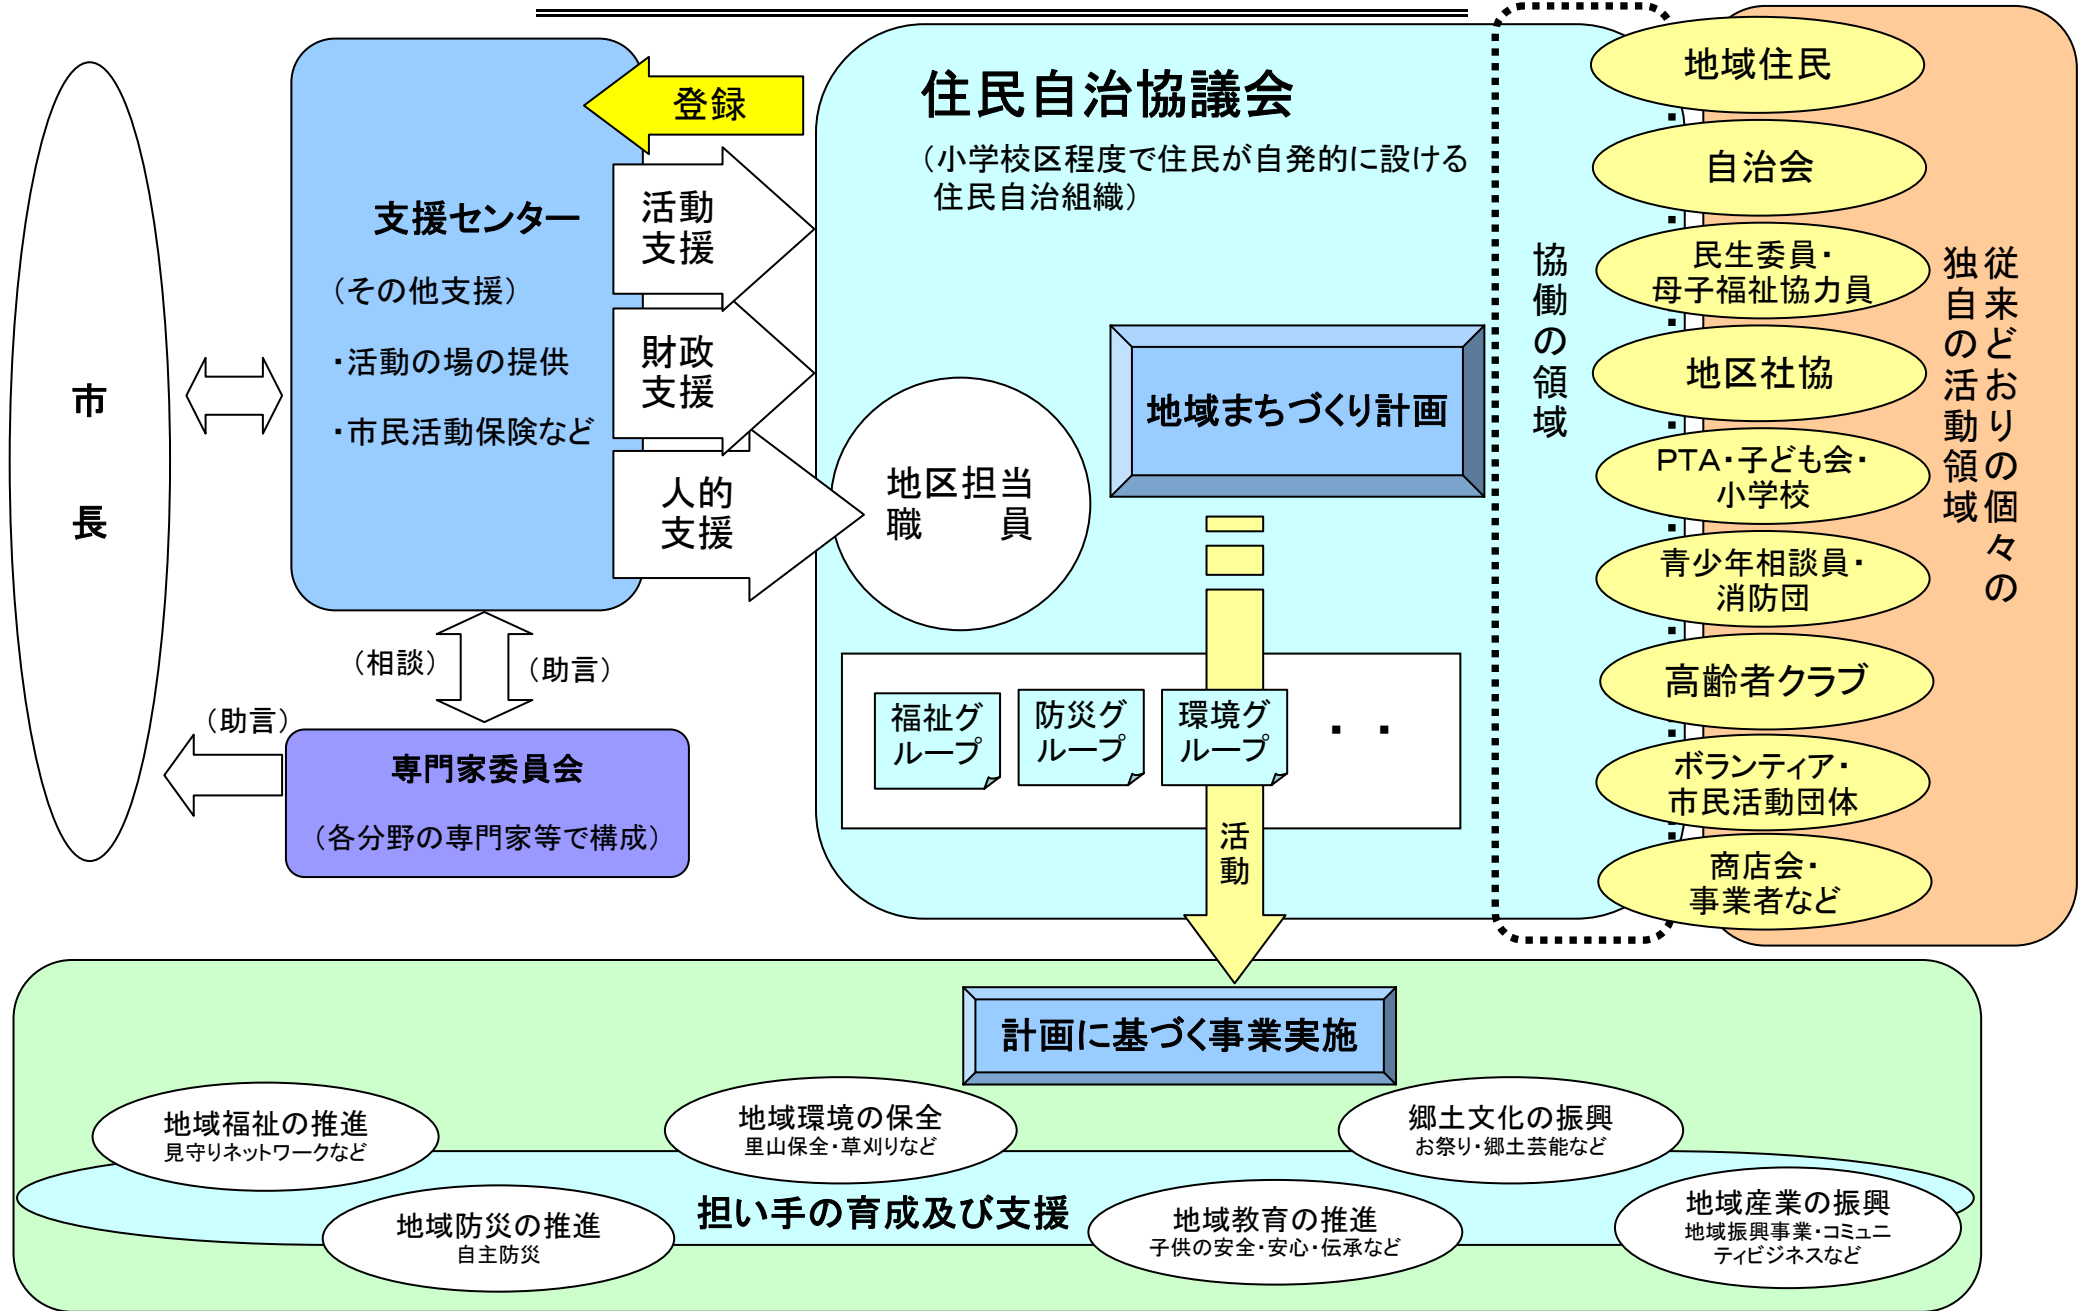 市
長
支援センター
（その他支援）
・活動の場の提供
・市民活動保険など
登録
活動
支援
財政
支援
人的
支援
（相談）
（助言）
（助言）
専門家委員会
（各分野の専門家等で構成）
住民自治協議会
（小学校区程度で住民が自発的に設ける
住民自治組織）
地区担当
職　　員
地域まちづくり計画
福祉グ
ループ
防災グ
ループ
環境グ
ループ
・・
活動
協働の領域
地域住民
自治会
民生委員・
母子福祉協力員
地区社協
PTA・子ども会・
小学校
青少年相談員・
消防団
高齢者クラブ
ボランティア・
市民活動団体
商店会・
事業者など
従来どおりの個々の
独自の活動領域
計画に基づく事業実施
地域福祉の推進
見守りネットワークなど
地域環境の保全
里山保全・草刈りなど
郷土文化の振興
お祭り・郷土芸能など
担い手の育成及び支援
地域防災の推進
自主防災
地域教育の推進
子供の安全・安心・伝承など
地域産業の振興
地域振興事業・コミュニ
ティビジネスなど